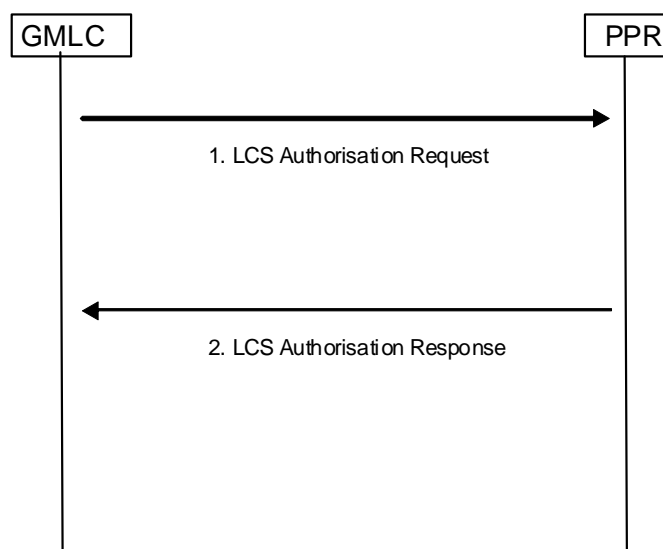 GMLC
PPR
1. LCS Authorisation Request
2. LCS Authorisation Response